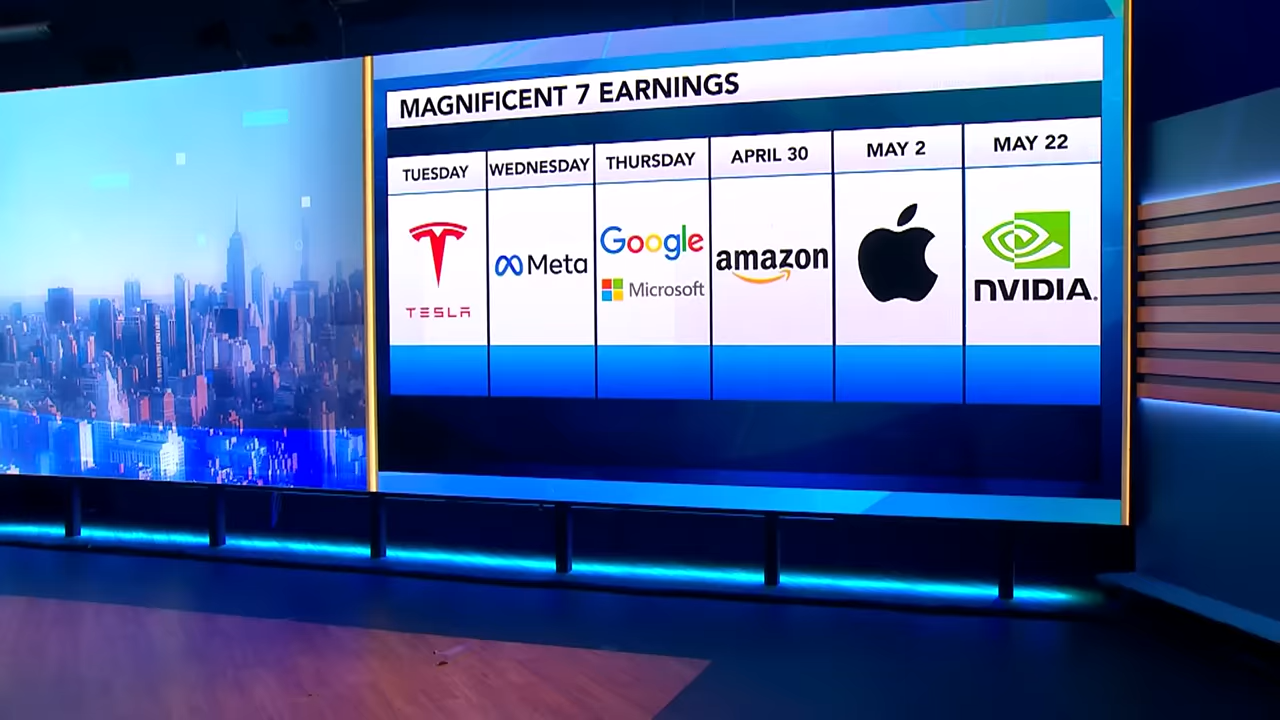 MAGNIFICENT 7 EARNINGS
TUESDAY
WEDNESDAY
THURSDAY
APRIL 30
MAY 2
MAY 22
TESLA
Meta
Google
Microsoft
amazon
NVIDIA.